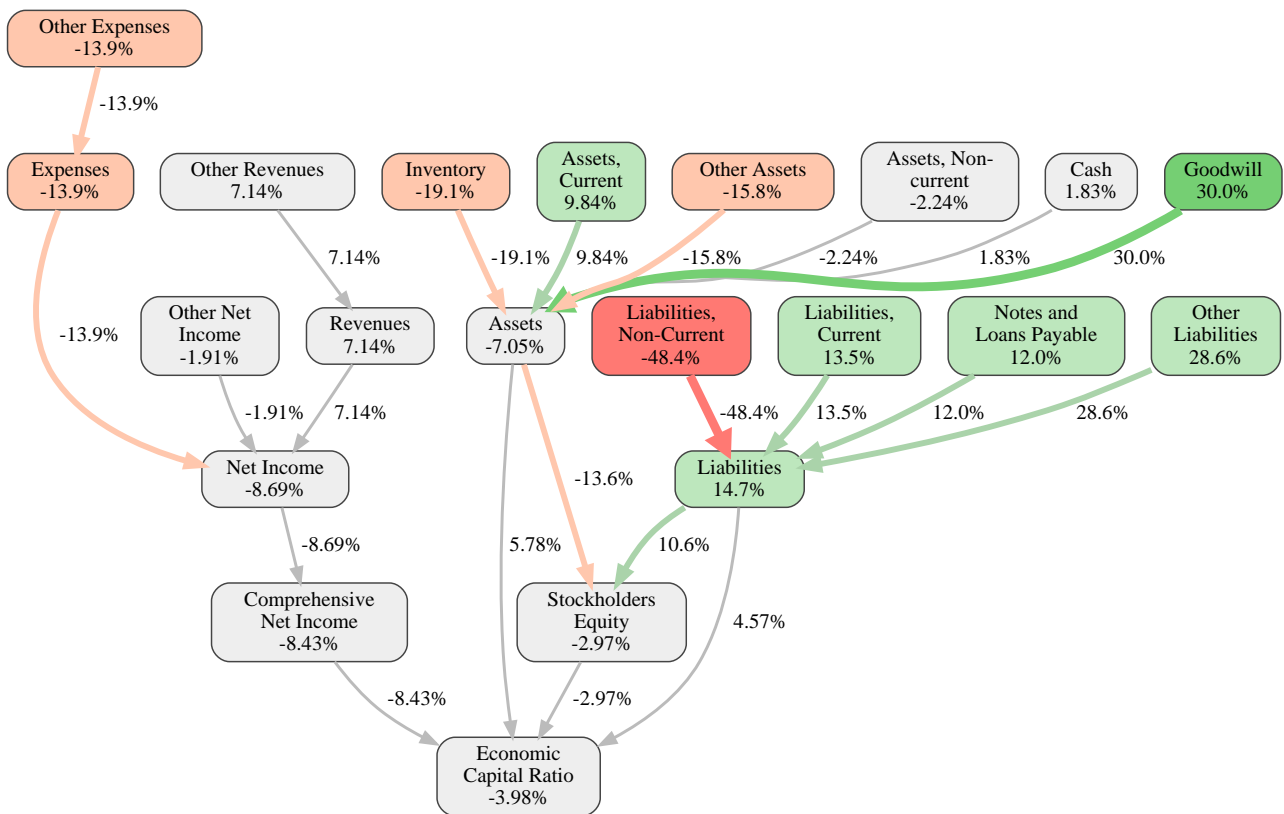 Other Expenses
-13.9%
-13.9%
Expenses
-13.9%
Other Revenues
7.14%
Inventory
-19.1%
Assets,
Current
9.84%
Other Assets
-15.8%
Assets, Non-
current
-2.24%
Cash
1.83%
Goodwill
30.0%
7.14%
-19.1%
9.84%
-15.8%
-2.24%
1.83%
30.0%
-13.9%
Other Net
Income
-1.91%
Revenues
7.14%
Assets
-7.05%
Liabilities,
Non-Current
-48.4%
Liabilities,
Current
13.5%
Notes and
Loans Payable
12.0%
Other
Liabilities
28.6%
-1.91%
7.14%
-48.4%
13.5%
12.0%
28.6%
Net Income
-8.69%
-13.6%
Liabilities
14.7%
-8.69%
5.78%
10.6%
Comprehensive
Net Income
-8.43%
Stockholders
Equity
-2.97%
4.57%
-8.43%
-2.97%
Economic
Capital Ratio
-3.98%